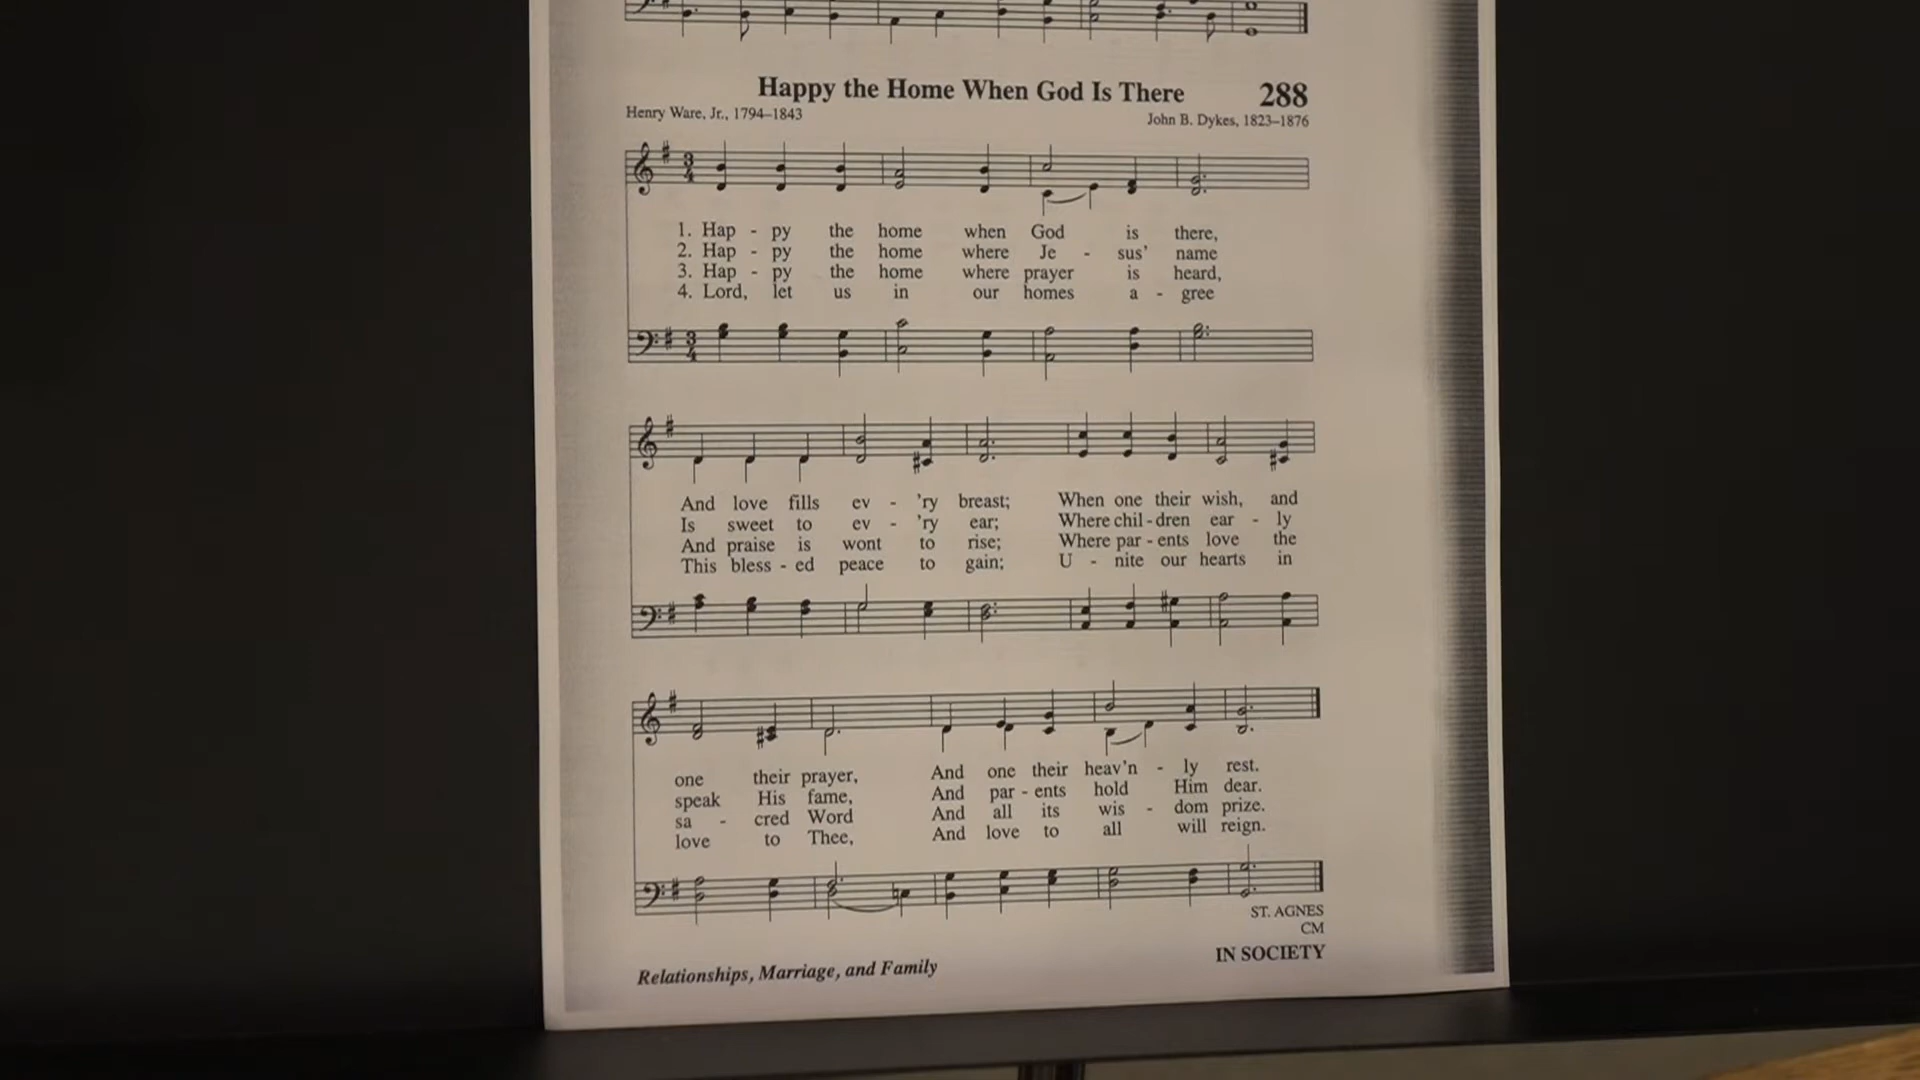 Happy the Home When God Is There 288
Henry Ware, Jr., 1794–1843 John B. Dykes, 1823–1876
3 4
1. Hap - py the home when God is there,
2. Hap - py the home where Je - sus' name
3. Hap - py the home where prayer is heard,
4. Lord, let us in our homes a - gree
3 4
And love fills ev - 'ry breast; When one their wish, and
Is sweet to ev - 'ry ear; Where chil - dren ear - ly
And praise is wont to rise; Where par - ents love the
This bless - ed peace to gain; U - nite our hearts in
one their prayer, And one their heav'n - ly rest.
speak His fame, And par - ents hold Him dear.
sa - cred Word And all its wis - dom prize.
love to Thee, And love to all will reign.
ST. AGNES
CM
Relationships, Marriage, and Family IN SOCIETY